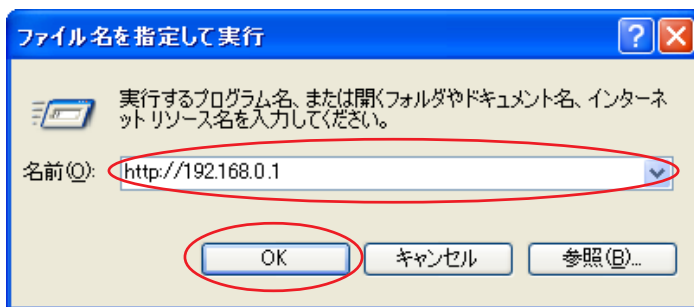 ファイル名を指定して実行
実行するプログラム名、または開くフォルダやドキュメント名、インターネ
ット リソース名を入力してください。
名前(O): http://192.168.0.1
OK キャンセル 参照(B)...